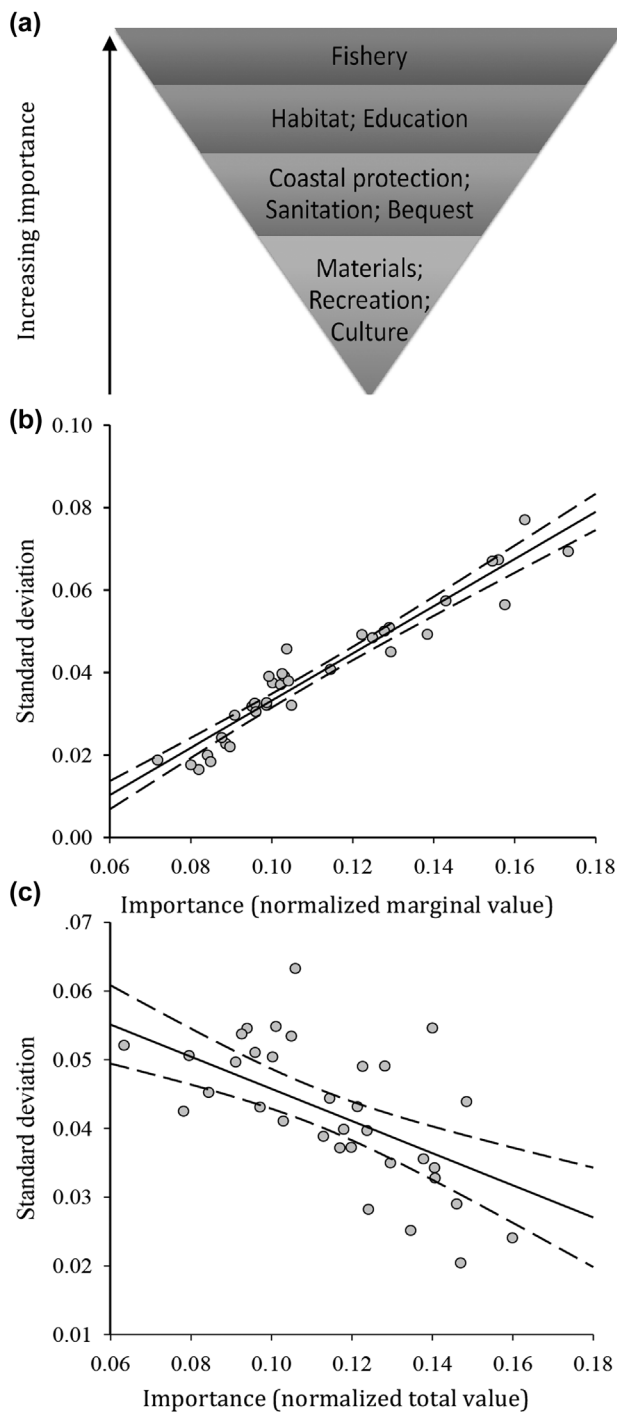 (a)
Increasing importance
Fishery
Habitat; Education
Coastal protection;
Sanitation; Bequest
Materials;
Recreation;
Culture
(b)
Standard deviation
0.10
0.08
0.06
0.04
0.02
0.00
0.06 0.08 0.10 0.12 0.14 0.16 0.18
Importance (normalized marginal value)
(c)
Standard deviation
.07
0.06
0.05
0.04
0.03
0.02
0.01
0.06 0.08 0.10 0.12 0.14 0.16 0.18
Importance (normalized total value)